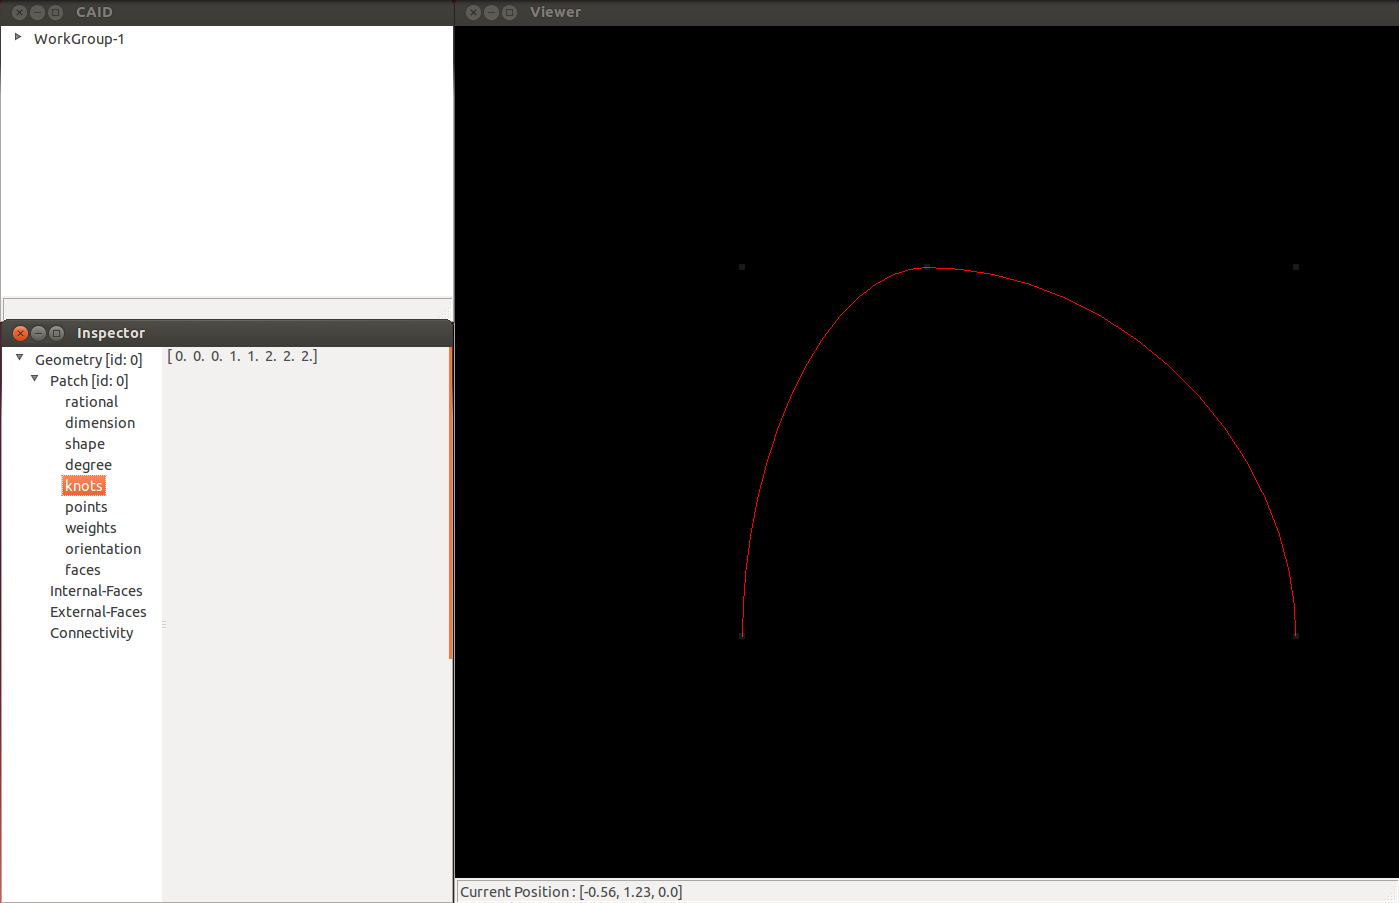 CAID
WorkGroup-1
Viewer
Inspector
Geometry [id: 0]
Patch [id: 0]
rational
dimension
shape
degree
knots
points
weights
orientation
faces
Internal-Faces
External-Faces
Connectivity
[ 0. 0. 0. 1. 1. 2. 2. 2.]
Current Position : [-0.56, 1.23, 0.0]